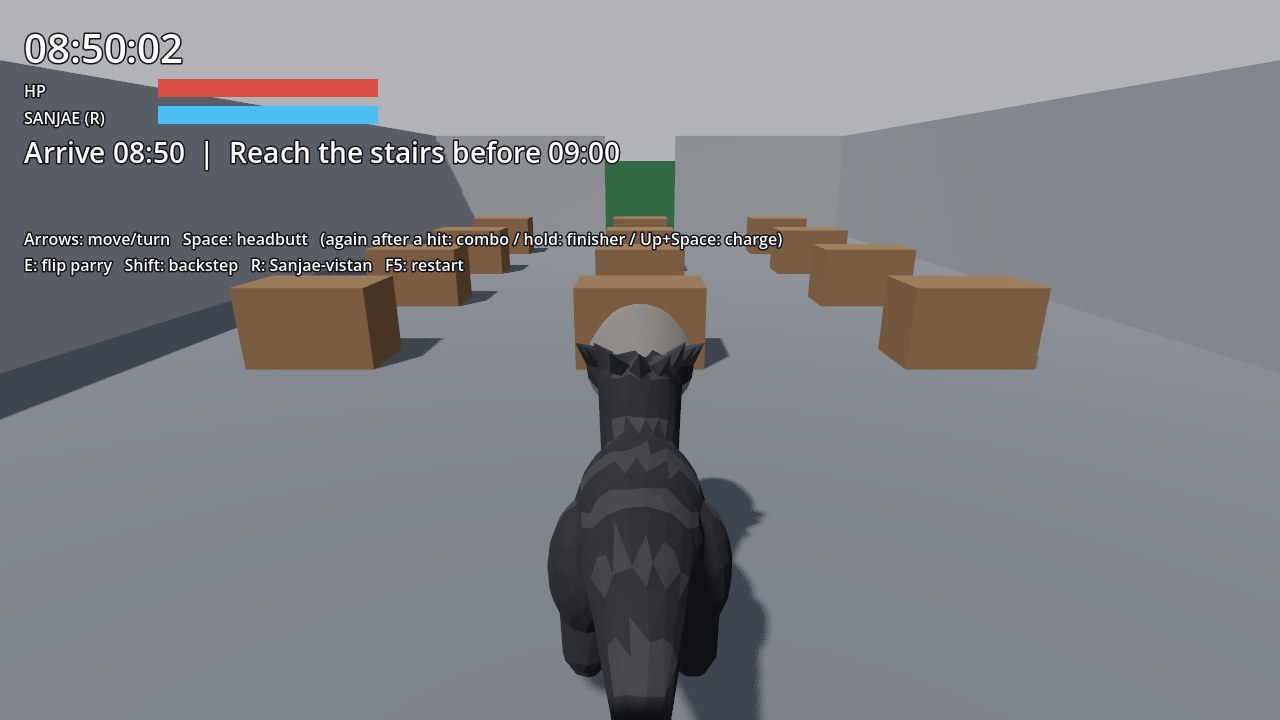 08:50:02
HP
SANJAE (R)
Arrive 08:50 | Reach the stairs before 09:00
Arrows: move/turn Space: headbutt (again after a hit: combo / hold: finisher / Up+Space: charge)
E: flip parry Shift: backstep R: Sanjae-vistan F5: restart